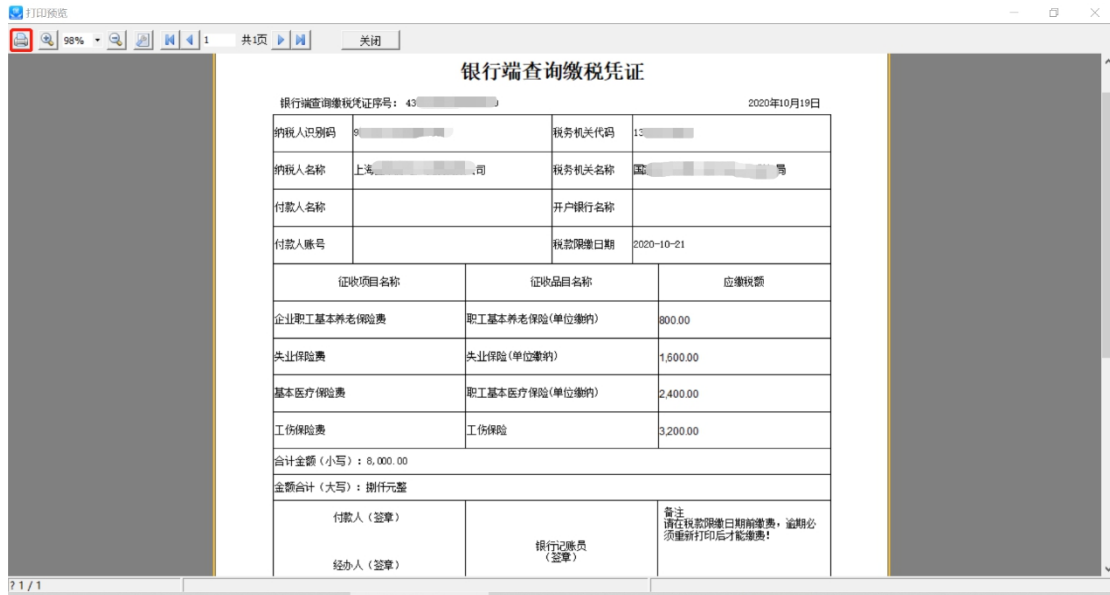 打印预览
98% 1 共1页 关闭
银行端查询缴税凭证
银行端查询缴税凭证序号: 43 2020年10月19日
纳税人识别码 9 税务机关代码 13
纳税人名称 上海 司 税务机关名称 国 局
付款人名称 开户银行名称
付款人账号 税款限缴日期 2020-10-21
征收项目名称 征收品目名称 应缴税额
企业职工基本养老保险费 职工基本养老保险(单位缴纳) 800.00
失业保险费 失业保险(单位缴纳) 1,600.00
基本医疗保险费 职工基本医疗保险(单位缴纳) 2,400.00
工伤保险费 工伤保险 3,200.00
合计金额（小写）: 8,000.00
金额合计（大写）: 捌仟元整
付款人（签章）
经办人（签章）
银行记账员
（签章）
备注
请在税款限缴日期前缴费，逾期必
须重新打印后才能缴费!
?1/1